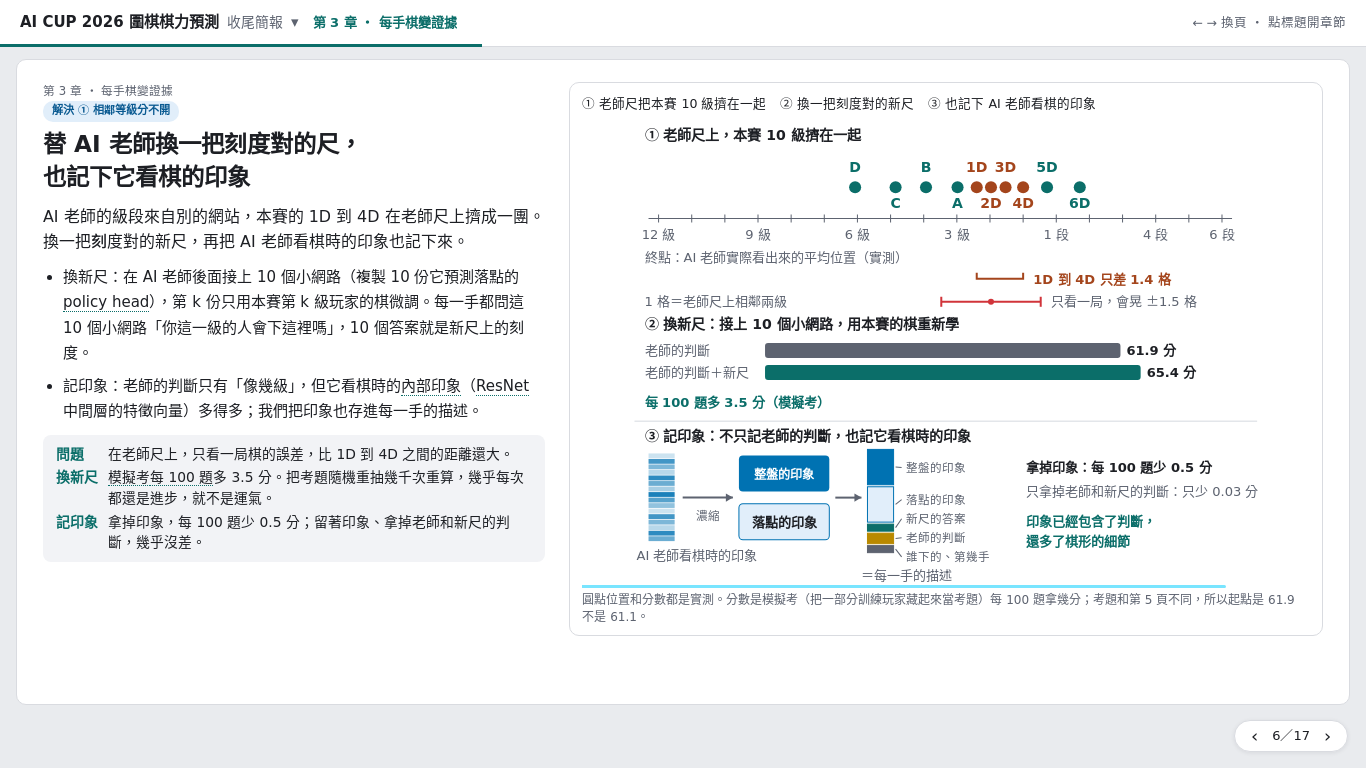 AI CUP 2026 圍棋棋力預測 收尾簡報 ▼ 第 3 章 · 每手棋變證據
← → 換頁 · 點標題開章節
第 3 章 · 每手棋變證據
解決 ① 相鄰等級分不開
替 AI 老師換一把刻度對的尺，
也記下它看棋的印象
AI 老師的級段來自別的網站，本賽的 1D 到 4D 在老師尺上擠成一團。
換一把刻度對的新尺，再把 AI 老師看棋時的印象也記下來。
• 換新尺：在 AI 老師後面接上 10 個小網路（複製 10 份它預測落點的
policy head），第 k 份只用本賽第 k 級玩家的棋微調。每一手都問這
10 個小網路「你這一級的人會下這裡嗎」，10 個答案就是新尺上的刻
度。
• 記印象：老師的判斷只有「像幾級」，但它看棋時的內部印象（ResNet
中間層的特徵向量）多得多；我們把印象也存進每一手的描述。
問題 在老師尺上，只看一局棋的誤差，比 1D 到 4D 之間的距離還大。
換新尺 模擬考每 100 題多 3.5 分。把考題隨機重抽幾千次重算，幾乎每次
都還是進步，就不是運氣。
記印象 拿掉印象，每 100 題少 0.5 分；留著印象、拿掉老師和新尺的判
斷，幾乎沒差。
① 老師尺把本賽 10 級擠在一起 ② 換一把刻度對的新尺 ③ 也記下 AI 老師看棋的印象
① 老師尺上，本賽 10 級擠在一起
D B 1D 3D 5D
C A 2D 4D 6D
12 級 9 級 6 級 3 級 1 段 4 段 6 段
終點：AI 老師實際看出來的平均位置（實測）
1D 到 4D 只差 1.4 格
1 格＝老師尺上相鄰兩級 只看一局，會晃 ±1.5 格
② 換新尺：接上 10 個小網路，用本賽的棋重新學
老師的判斷 61.9 分
老師的判斷＋新尺 65.4 分
每 100 題多 3.5 分（模擬考）
③ 記印象：不只記老師的判斷，也記它看棋時的印象
AI 老師看棋時的印象
濃縮
整盤的印象
落點的印象
整盤的印象
落點的印象
新尺的答案
老師的判斷
誰下的、第幾手
＝每一手的描述
拿掉印象：每 100 題少 0.5 分
只拿掉老師和新尺的判斷：只少 0.03 分
印象已經包含了判斷，
還多了棋形的細節
圓點位置和分數都是實測。分數是模擬考（把一部分訓練玩家藏起來當考題）每 100 題拿幾分；考題和第 5 頁不同，所以起點是 61.9
不是 61.1。
‹ 6／17 ›